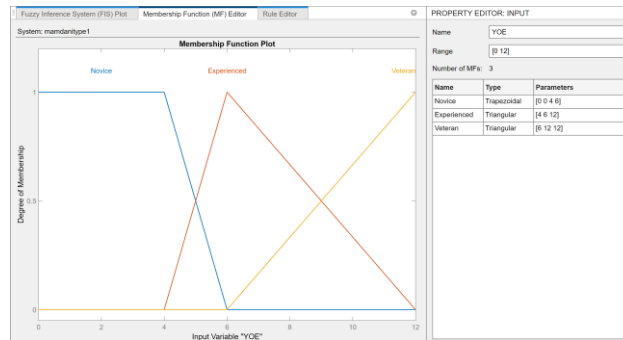 Fuzzy Inference System (FIS) Plot
Membership Function (MF) Editor
Rule Editor
System: mamdanitype1
Membership Function Plot
Novice
Experienced
Veteran
1
0.5
0
Degree of Membership
0 2 4 6 8 10 12
Input Variable "YOE"
PROPERTY EDITOR: INPUT
Name YOE
Range [0 12]
Number of MFs: 3
Name Type Parameters
Novice Trapezoidal [0 0 4 6]
Experienced Triangular [4 6 12]
Veteran Triangular [6 12 12]